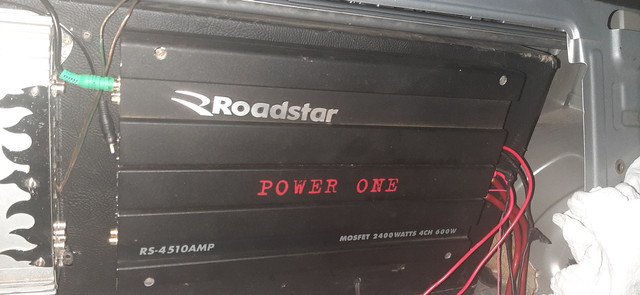 Roadstar
POWER ONE
RS-4510AMP
MOSFET 2400WATTS 4CH 600W